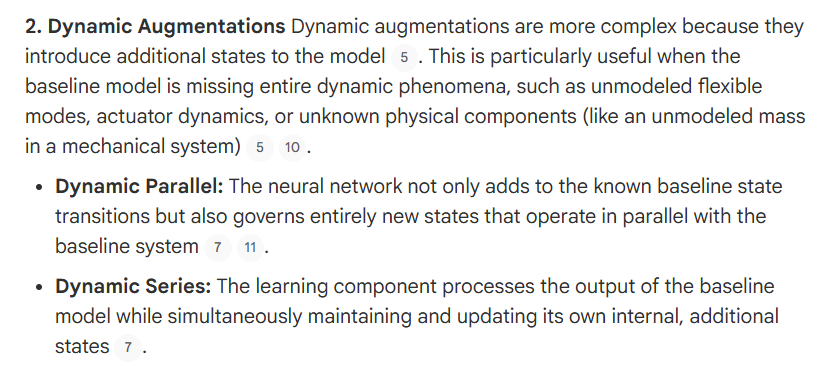 2. Dynamic Augmentations Dynamic augmentations are more complex because they
introduce additional states to the model 5 . This is particularly useful when the
baseline model is missing entire dynamic phenomena, such as unmodeled flexible
modes, actuator dynamics, or unknown physical components (like an unmodeled mass
in a mechanical system) 5 10 .
• Dynamic Parallel: The neural network not only adds to the known baseline state
transitions but also governs entirely new states that operate in parallel with the
baseline system 7 11 .
• Dynamic Series: The learning component processes the output of the baseline
model while simultaneously maintaining and updating its own internal, additional
states 7 .